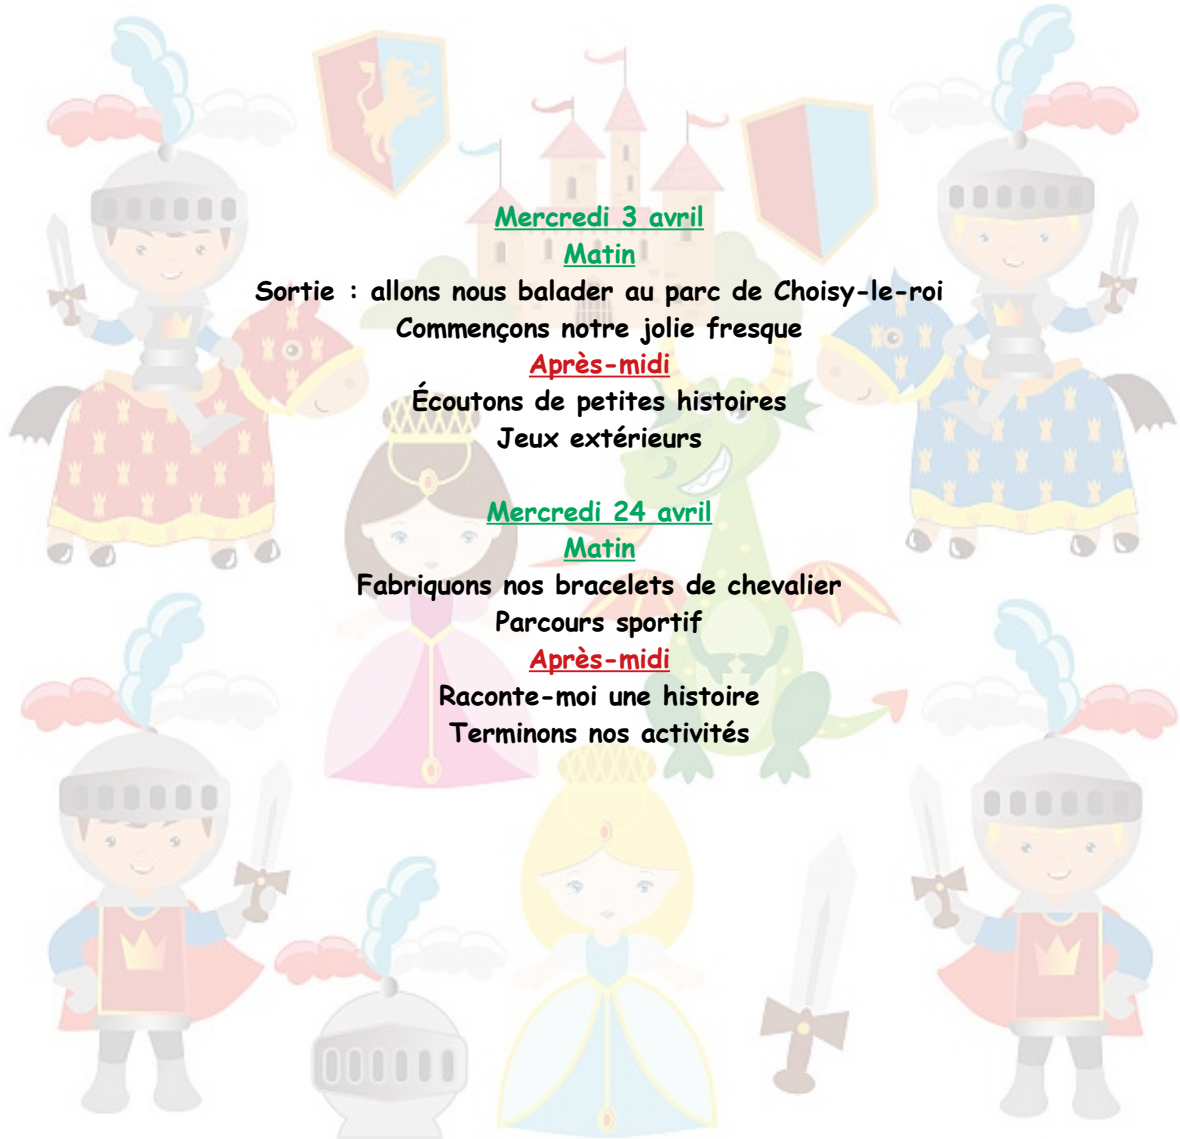 Mercredi 3 avril
Matin
Sortie : allons nous balader au parc de Choisy-le-roi
Commençons notre jolie fresque
Après-midi
Écoutons de petites histoires
Jeux extérieurs
Mercredi 24 avril
Matin
Fabriquons nos bracelets de chevalier
Parcours sportif
Après-midi
Raconte-moi une histoire
Terminons nos activités